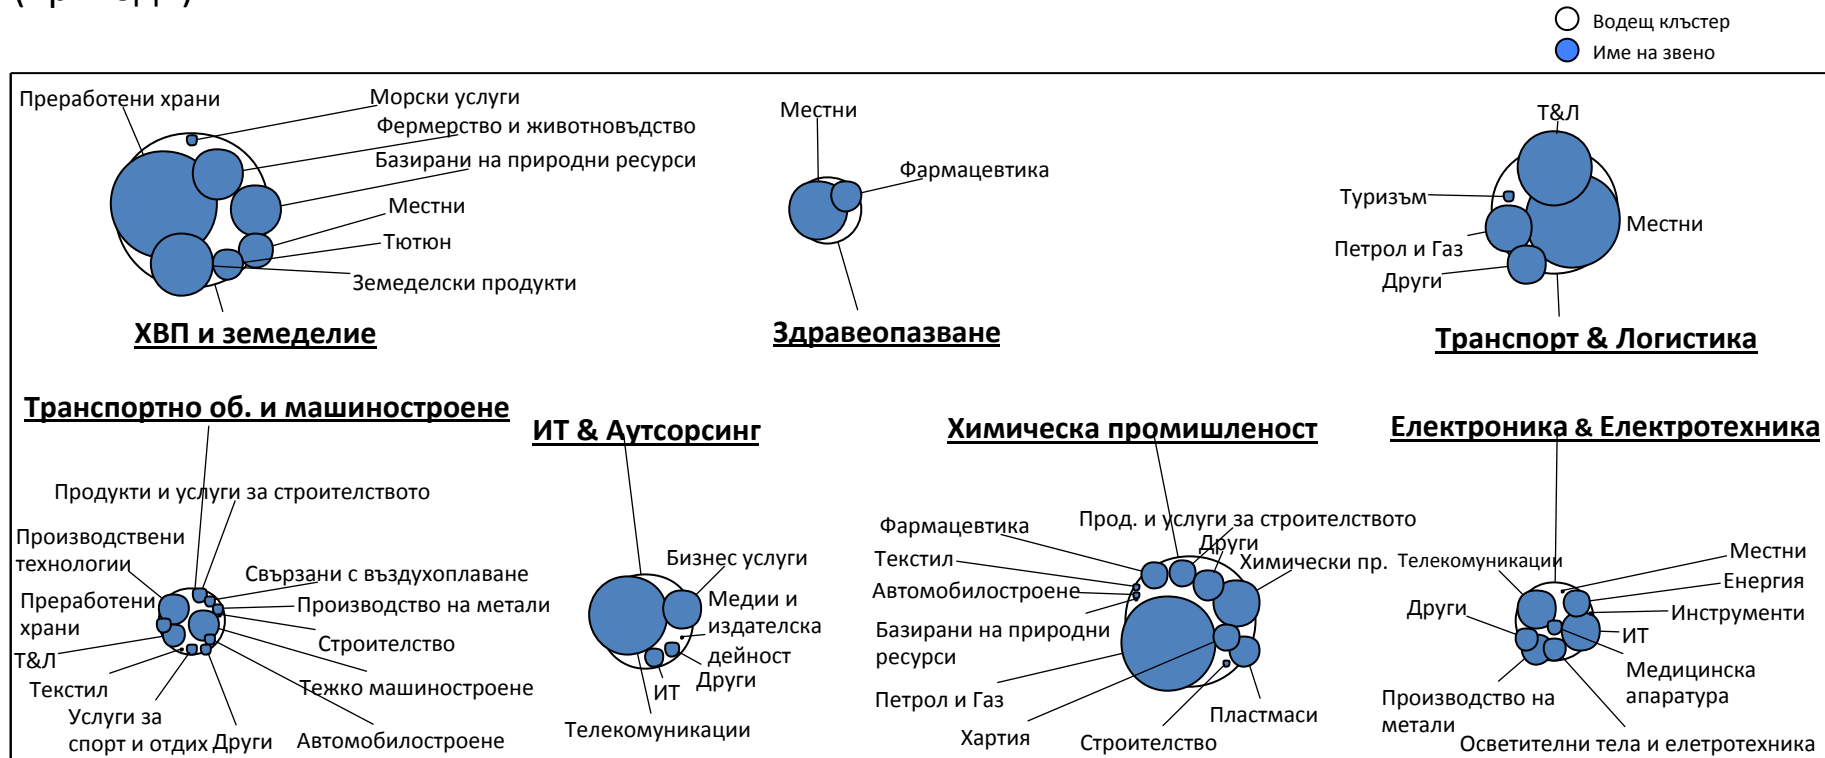 Водещ клъстер
Име на звено
Преработени храни
Морски услуги
Фермерство и животновъдство
Базирани на природни ресурси
Местни
Тютюн
Земеделски продукти
ХВП и земеделие
Местни
Фармацевтика
Здравеопазване
Т&Л
Туризъм
Местни
Петрол и Газ
Други
Транспорт & Логистика
Транспортно об. и машиностроене
Продукти и услуги за строителството
Производствени
технологии
Свързани с въздухоплаване
Преработени
храни
Производство на метали
Строителство
Т&Л
Текстил
Тежко машиностроене
Услуги за
спорт и отдих
Други
Автомобилостроене
ИТ & Аутсорсинг
Бизнес услуги
Медии и
издателска
дейност
Други
ИТ
Телекомуникации
Химическа промишленост
Фармацевтика
Прод. и услуги за строителството
Други
Текстил
Химически пр.
Автомобилостроене
Базирани на природни
ресурси
Петрол и Газ
Пластмаси
Хартия
Строителство
Електроника & Електротехника
Местни
Телекомуникации
Енергия
Други
Инструменти
ИТ
Медицинска
апаратура
Производство на
метали
Осветителни тела и елетротехника